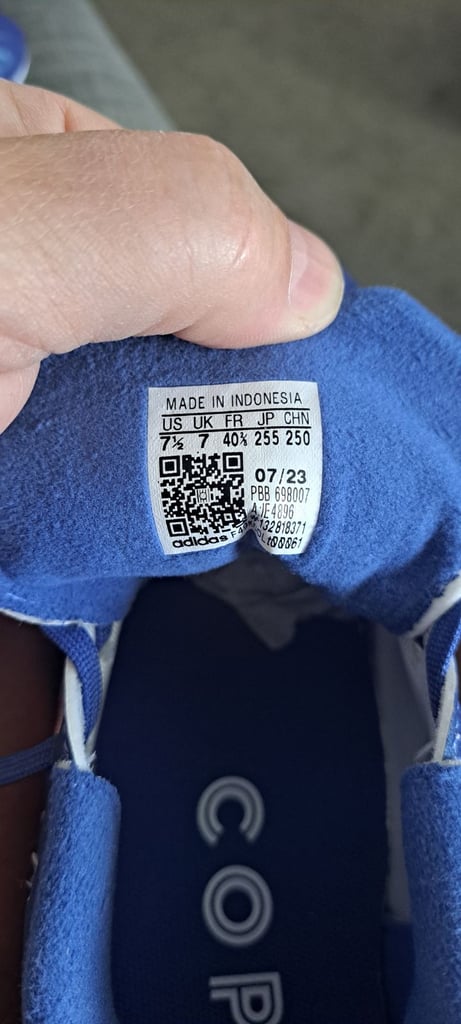 MADE IN INDONESIA
US UK FR JP CHN
7½ 7 40⅔ 255 250
07/23
PBB 698007
IE4896
132818371
adidas
COP